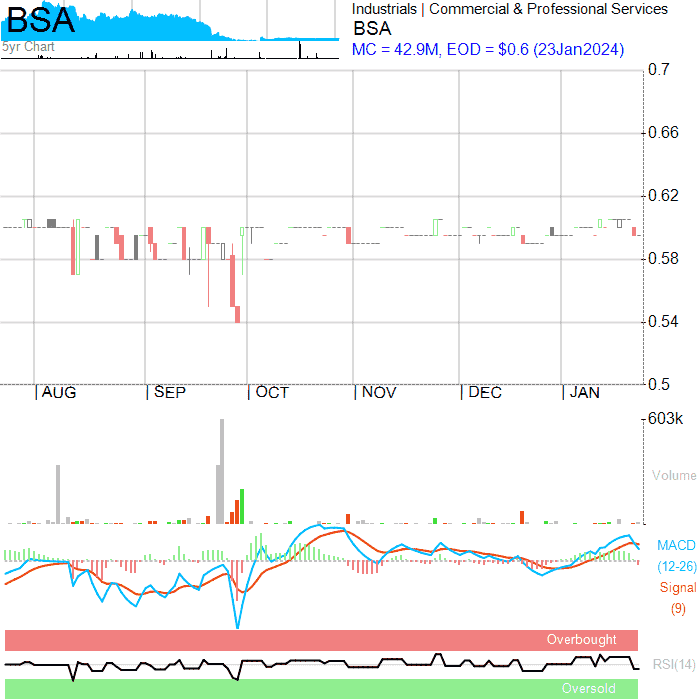 BSA
5yr Chart
Industrials | Commercial & Professional Services
BSA
MC = 42.9M, EOD = $0.6 (23Jan2024)
0.7
0.66
0.62
0.58
0.54
0.5
|AUG |SEP |OCT |NOV |DEC |JAN
603k
Volume
MACD
(12-26)
Signal
(9)
Overbought
RSI(14)
Oversold